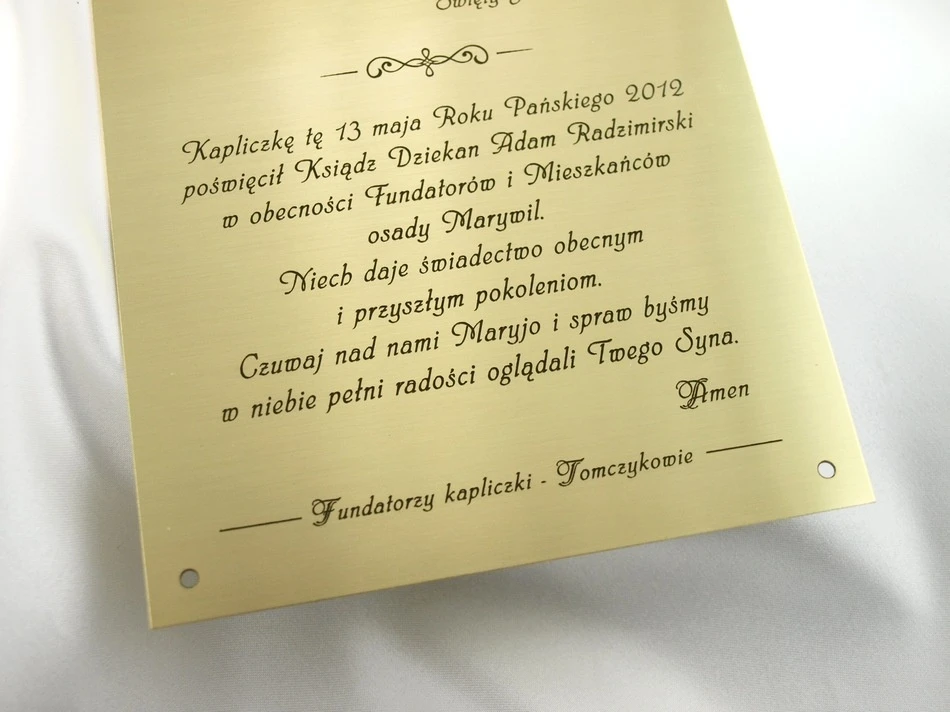 Kapliczkę tę 13 maja Roku Pańskiego 2012
poświęcił Ksiądz Dziekan Adam Radzimirski
w obecności Fundatorów i Mieszkańców
osady Marywil.
Niech daje świadectwo obecnym
i przyszłym pokoleniom.
Czuwaj nad nami Maryjo i spraw byśmy
w niebie pełni radości oglądali Twego Syna.
Amen
Fundatorzy kapliczki - Tomczykowie